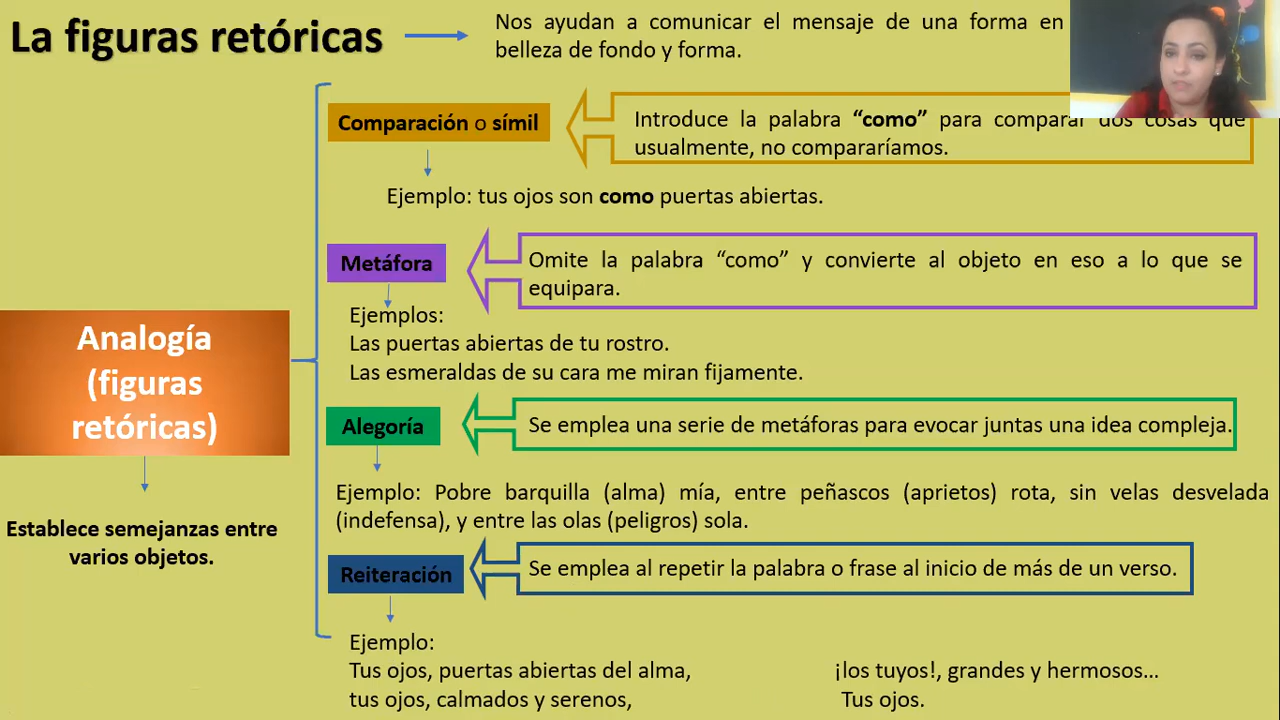 La figuras retóricas
Nos ayudan a comunicar el mensaje de una forma en
belleza de fondo y forma.
Comparación o símil
Introduce la palabra “como” para comparar dos cosas que
usualmente, no compararíamos.
Ejemplo: tus ojos son como puertas abiertas.
Metáfora
Omite la palabra “como” y convierte al objeto en eso a lo que se
equipara.
Ejemplos:
Las puertas abiertas de tu rostro.
Las esmeraldas de su cara me miran fijamente.
Analogía
(figuras
retóricas)
Establece semejanzas entre
varios objetos.
Alegoría
Se emplea una serie de metáforas para evocar juntas una idea compleja.
Ejemplo: Pobre barquilla (alma) mía, entre peñascos (aprietos) rota, sin velas desvelada
(indefensa), y entre las olas (peligros) sola.
Reiteración
Se emplea al repetir la palabra o frase al inicio de más de un verso.
Ejemplo:
Tus ojos, puertas abiertas del alma,
tus ojos, calmados y serenos,
¡los tuyos!, grandes y hermosos…
Tus ojos.